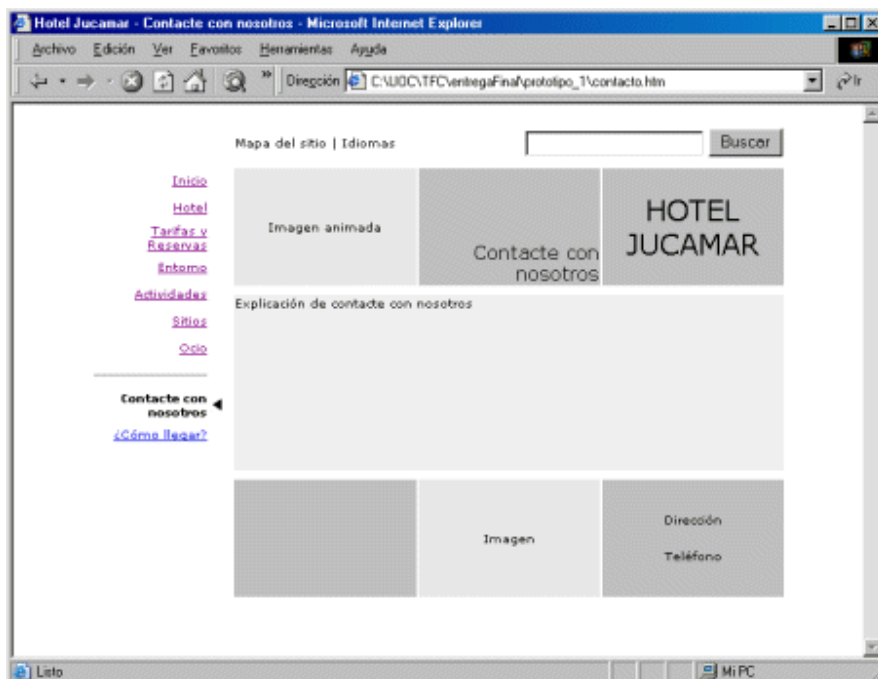 Hotel Jucamar - Contacte con nosotros - Microsoft Internet Explorer
Archivo Edición Ver Favoritos Herramientas Ayuda
» Dirección C:\UOC\TFC\entregaFinal\prototipo_1\contacto.htm Ir
Mapa del sitio | Idiomas Buscar
Inicio
Hotel
Tarifas y
Reservas
Entorno
Actividades
Sitios
Ocio
Contacte con
nosotros
¿Cómo llegar?
Imagen animada
Contacte con
nosotros
HOTEL
JUCAMAR
Explicación de contacte con nosotros
Imagen
Dirección
Teléfono
Listo Mi PC